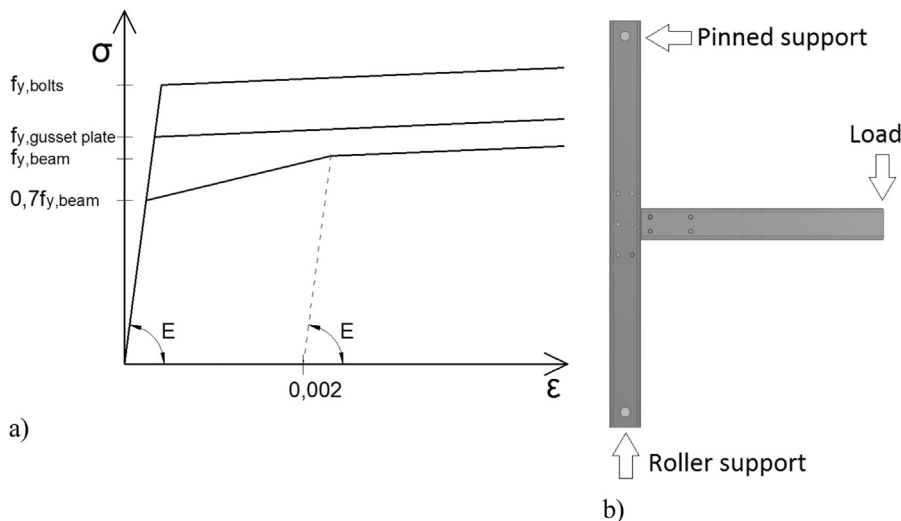 σ
fy,bolts
fy,gusset plate
fy,beam
0,7fy,beam
E
E
0,002
ε
a)
Pinned support
Load
Roller support
b)